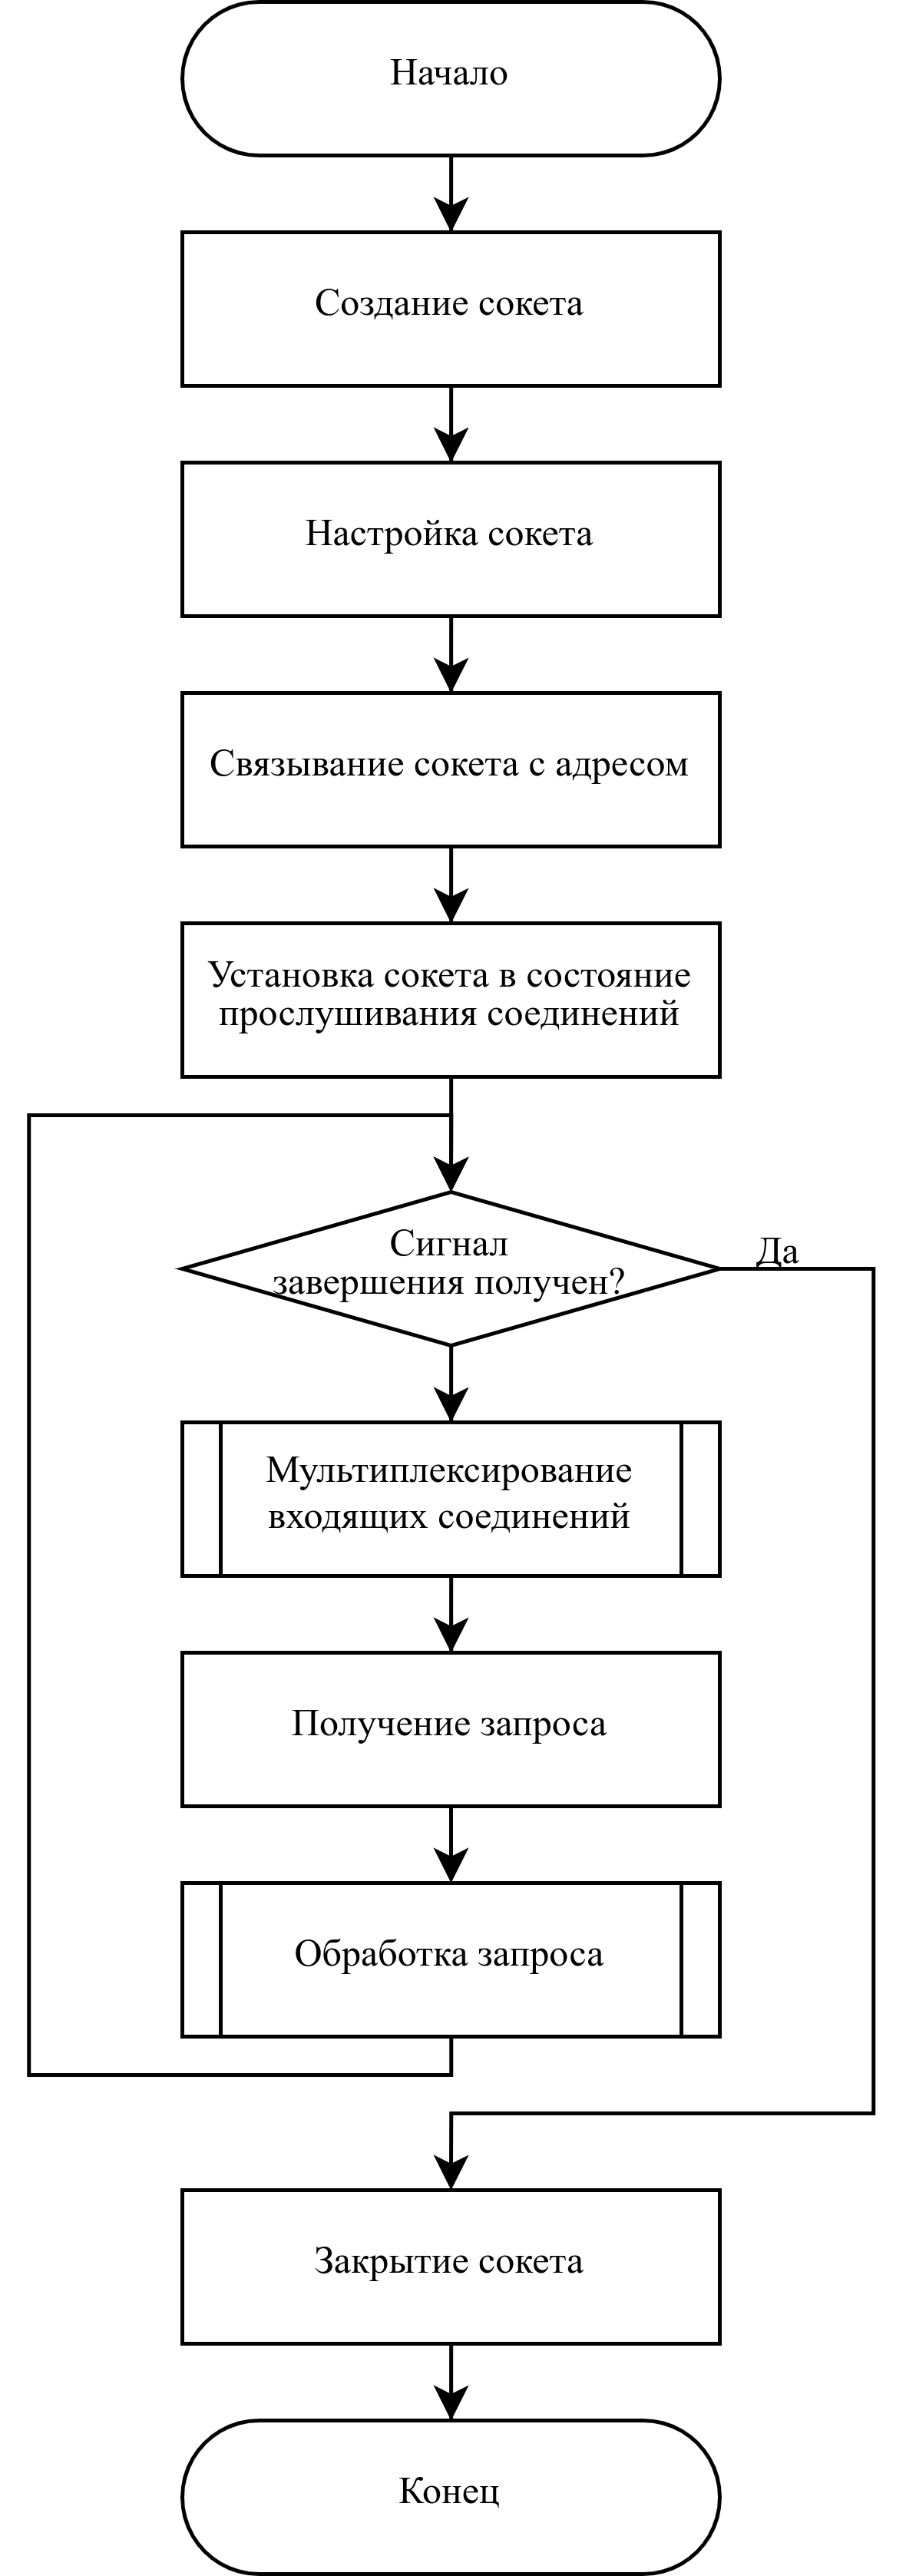 Начало
Создание сокета
Настройка сокета
Связывание сокета с адресом
Установка сокета в состояние
прослушивания соединений
Сигнал
завершения получен?
Да
Мультиплексирование
входящих соединений
Получение запроса
Обработка запроса
Закрытие сокета
Конец